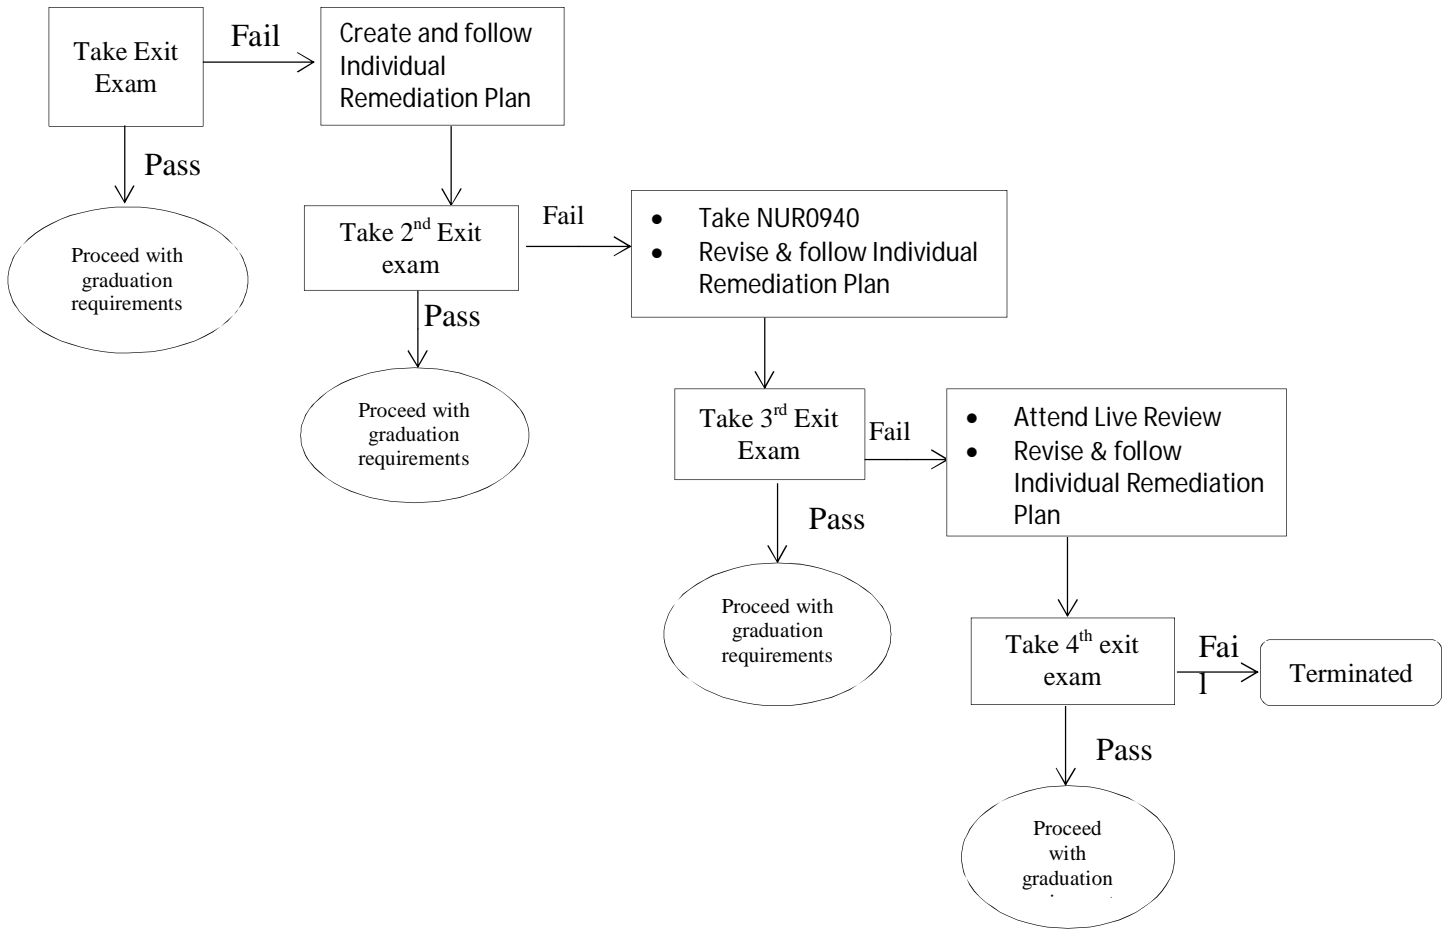 Take Exit
Exam
Fail
Create and follow
Individual
Remediation Plan
Pass
Proceed with
graduation
requirements
Take 2nd Exit
exam
Fail
• Take NUR0940
• Revise & follow Individual
Remediation Plan
Pass
Proceed with
graduation
requirements
Take 3rd Exit
Exam
Fail
• Attend Live Review
• Revise & follow
Individual Remediation
Plan
Pass
Proceed with
graduation
requirements
Take 4th exit
exam
Fai
l
Terminated
Pass
Proceed
with
graduation